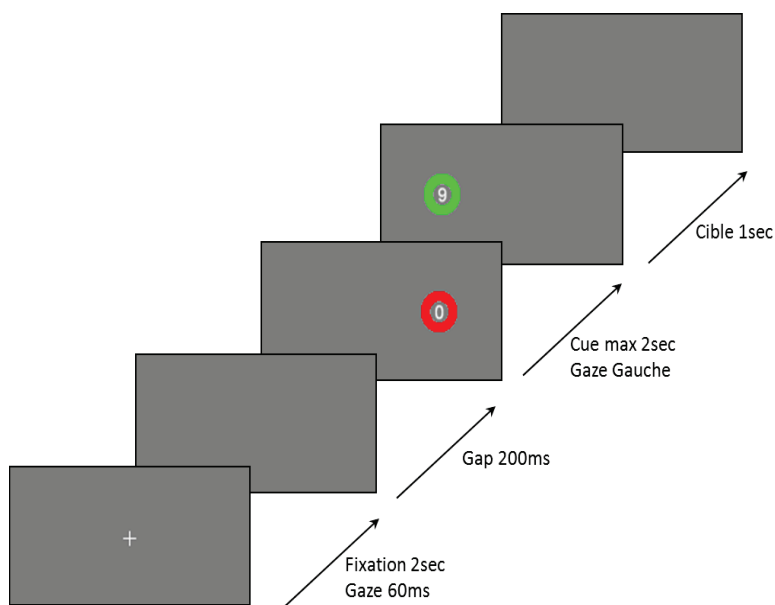 9
Cible 1sec
0
Cue max 2sec
Gaze Gauche
Gap 200ms
Fixation 2sec
Gaze 60ms